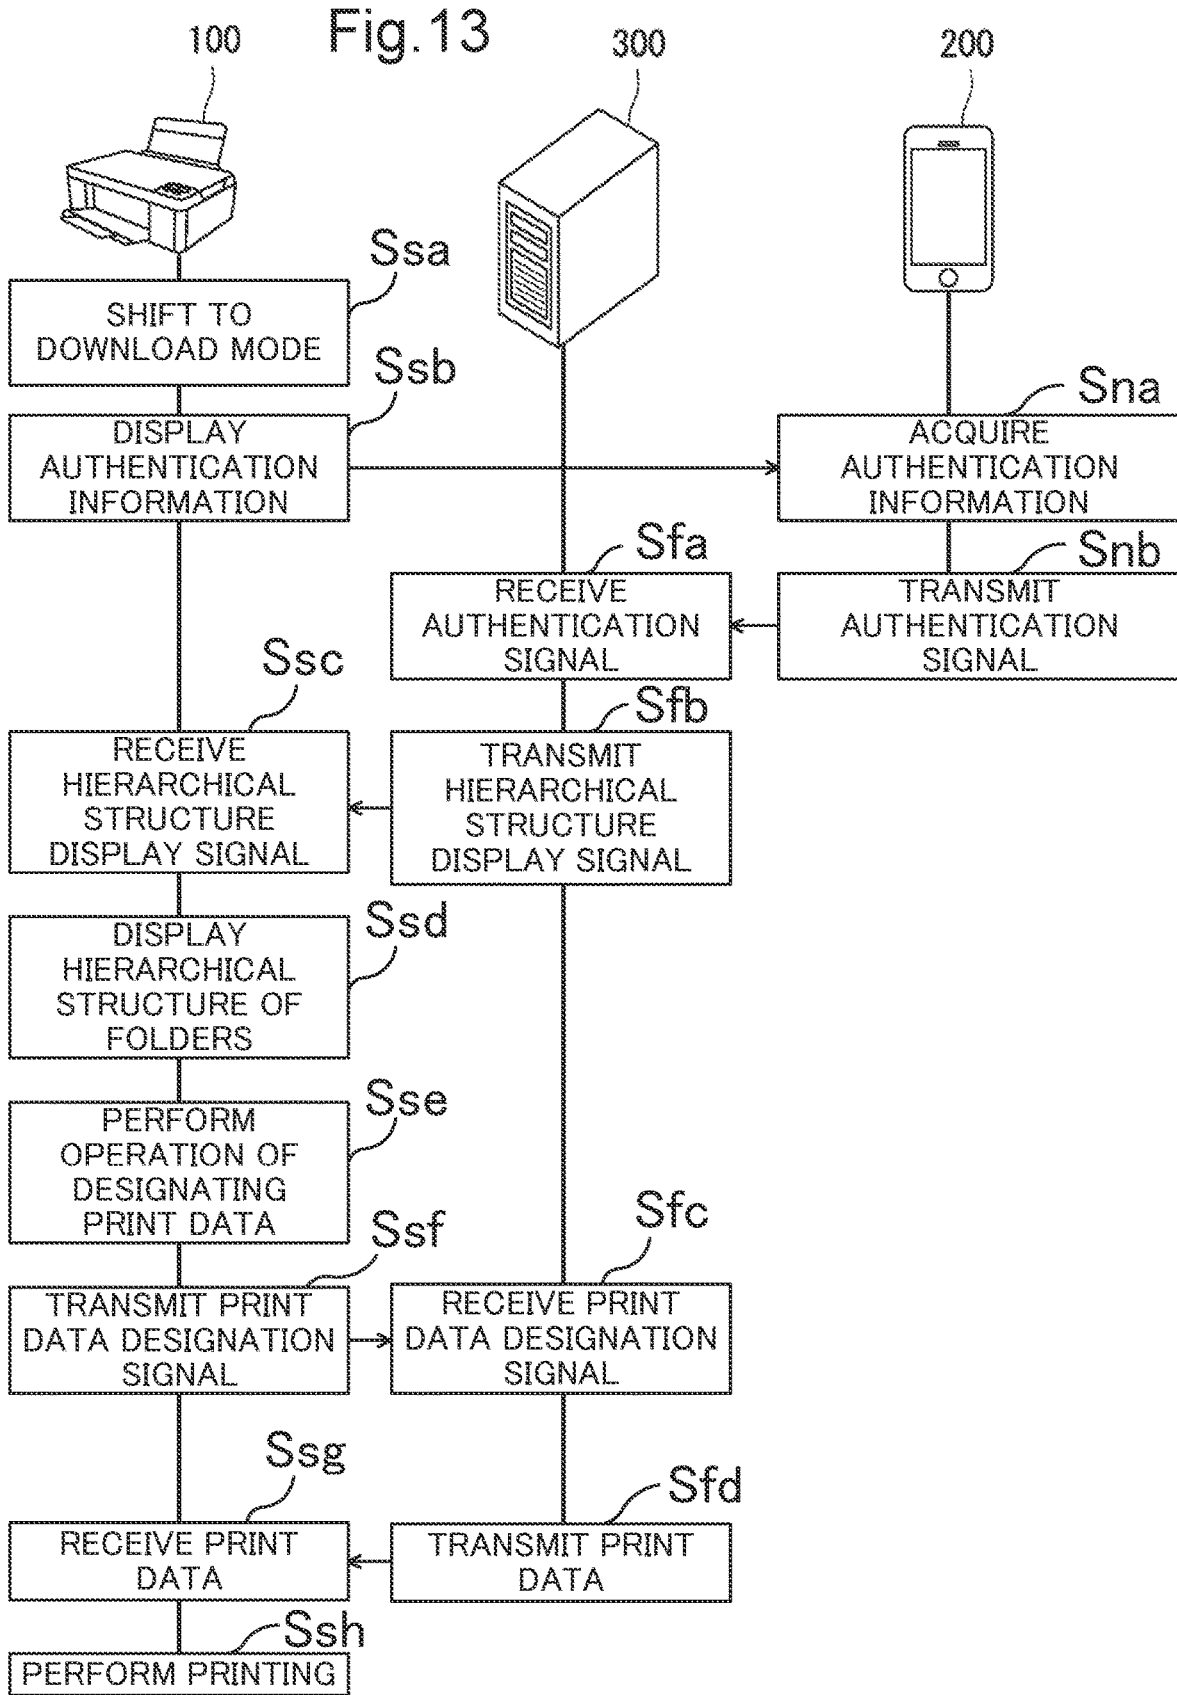 Fig.13
100
300
200
Ssa
SHIFT TO
DOWNLOAD MODE
Ssb
DISPLAY
AUTHENTICATION
INFORMATION
Sna
ACQUIRE
AUTHENTICATION
INFORMATION
Sfa
RECEIVE
AUTHENTICATION
SIGNAL
Snb
TRANSMIT
AUTHENTICATION
SIGNAL
Ssc
RECEIVE
HIERARCHICAL
STRUCTURE
DISPLAY SIGNAL
Sfb
TRANSMIT
HIERARCHICAL
STRUCTURE
DISPLAY SIGNAL
Ssd
DISPLAY
HIERARCHICAL
STRUCTURE OF
FOLDERS
Sse
PERFORM
OPERATION OF
DESIGNATING
PRINT DATA
Ssf
TRANSMIT PRINT
DATA DESIGNATION
SIGNAL
Sfc
RECEIVE PRINT
DATA DESIGNATION
SIGNAL
Ssg
RECEIVE PRINT
DATA
Sfd
TRANSMIT PRINT
DATA
Ssh
PERFORM PRINTING